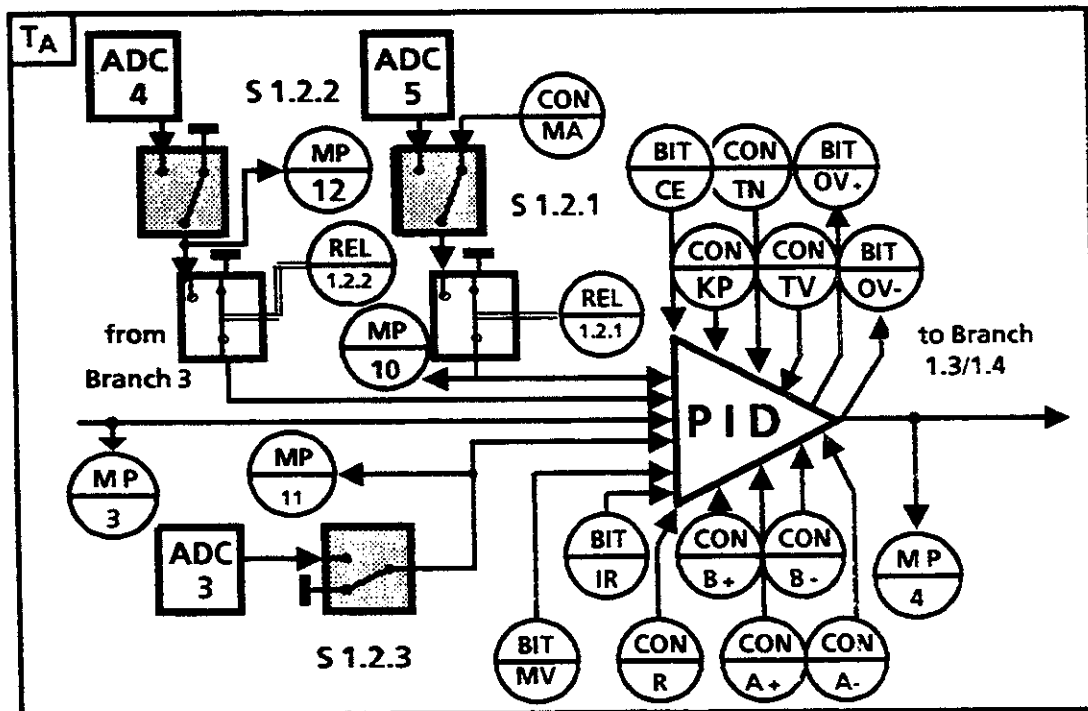 TA
ADC
4
S 1.2.2
ADC
5
CON
MA
MP
12
S 1.2.1
BIT
CE
CON
TN
BIT
OV+
REL
1.2.2
CON
KP
CON
TV
BIT
OV-
REL
1.2.1
from
Branch 3
MP
10
to Branch
1.3/1.4
PID
MP
3
MP
11
ADC
3
S 1.2.3
BIT
IR
CON
B+
CON
B-
MP
4
BIT
MV
CON
R
CON
A+
CON
A-